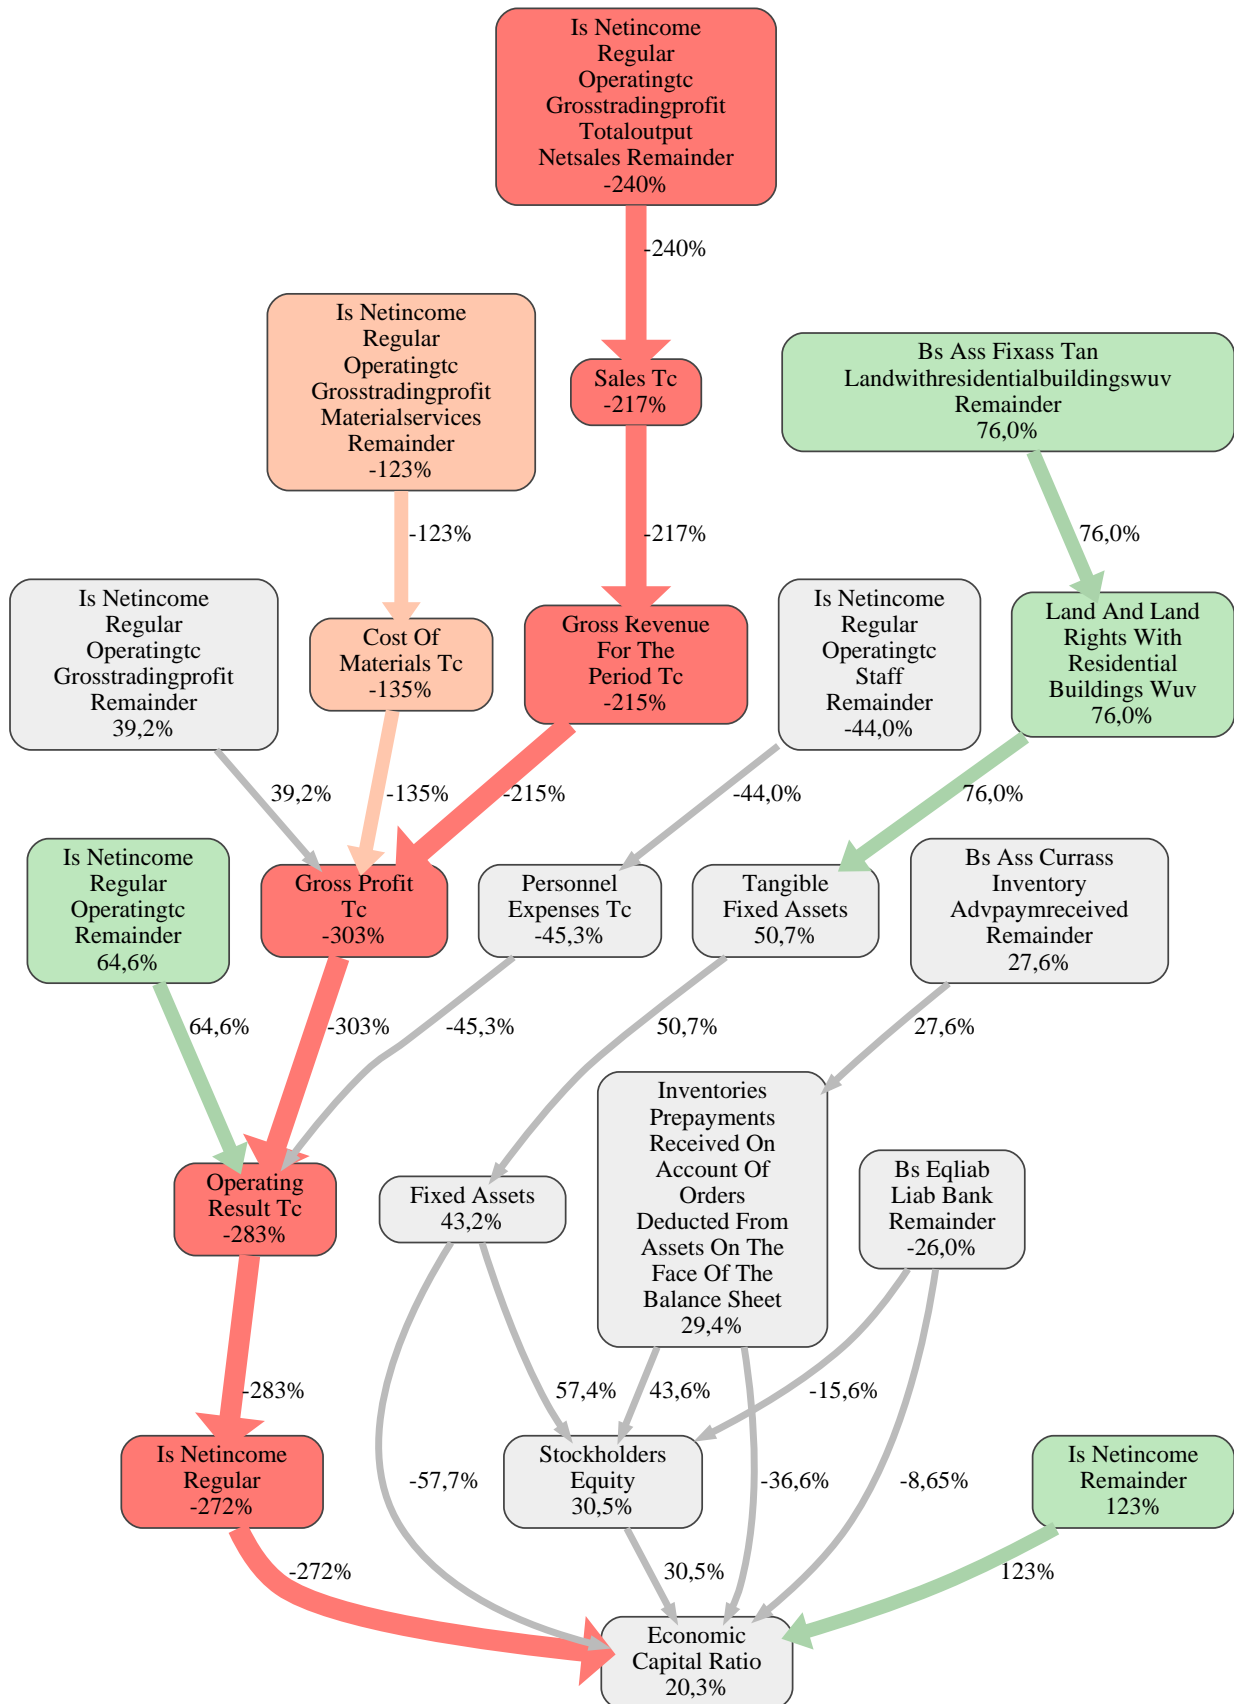 Is Netincome
Regular
Operatingtc
Grosstradingprofit
Totaloutput
Netsales Remainder
-240%
-240%
Is Netincome
Regular
Operatingtc
Grosstradingprofit
Materialservices
Remainder
-123%
Sales Tc
-217%
Bs Ass Fixass Tan
Landwithresidentialbuildingswuv
Remainder
76,0%
-123%
-217%
76,0%
Is Netincome
Regular
Operatingtc
Grosstradingprofit
Remainder
39,2%
Cost Of
Materials Tc
-135%
Gross Revenue
For The
Period Tc
-215%
Is Netincome
Regular
Operatingtc
Staff
Remainder
-44,0%
Land And Land
Rights With
Residential
Buildings Wuv
76,0%
39,2%
-135%
-215%
-44,0%
76,0%
Is Netincome
Regular
Operatingtc
Remainder
64,6%
Gross Profit
Tc
-303%
Personnel
Expenses Tc
-45,3%
Tangible
Fixed Assets
50,7%
Bs Ass Currass
Inventory
Advpaymreceived
Remainder
27,6%
64,6%
-303%
-45,3%
50,7%
27,6%
Operating
Result Tc
-283%
Fixed Assets
43,2%
Inventories
Prepayments
Received On
Account Of
Orders
Deducted From
Assets On The
Face Of The
Balance Sheet
29,4%
Bs Eqliab
Liab Bank
Remainder
-26,0%
-283%
57,4%
43,6%
-15,6%
Is Netincome
Regular
-272%
-57,7%
Stockholders
Equity
30,5%
-36,6%
-8,65%
Is Netincome
Remainder
123%
-272%
30,5%
123%
Economic
Capital Ratio
20,3%